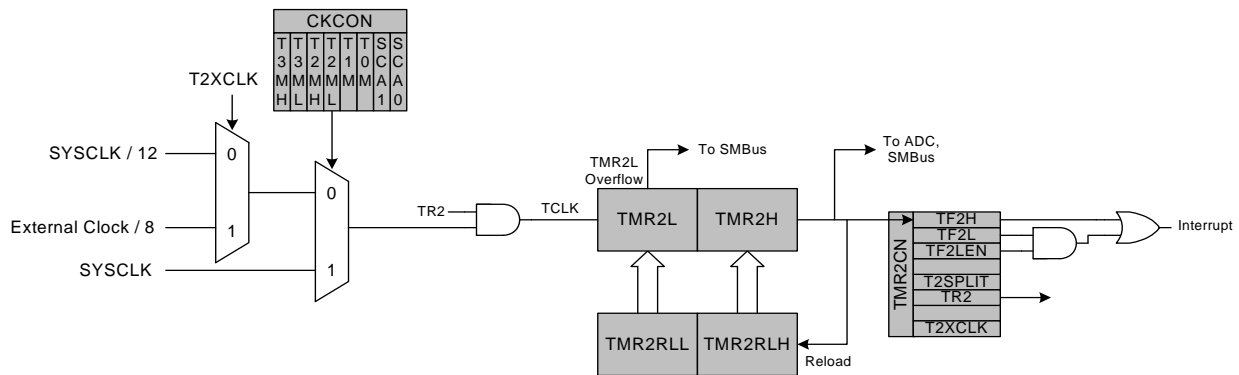 CKCON
T3MH
T3ML
T2MH
T2ML
T1M
T0M
SCA1
SCA0
T2XCLK
SYSCLK / 12
0
External Clock / 8
1
SYSCLK
0
1
TR2
TCLK
TMR2L
Overflow
To SMBus
To ADC,
SMBus
TMR2L
TMR2H
TMR2RLL
TMR2RLH
Reload
TMR2CN
TF2H
TF2L
TF2LEN
T2SPLIT
TR2
T2XCLK
Interrupt